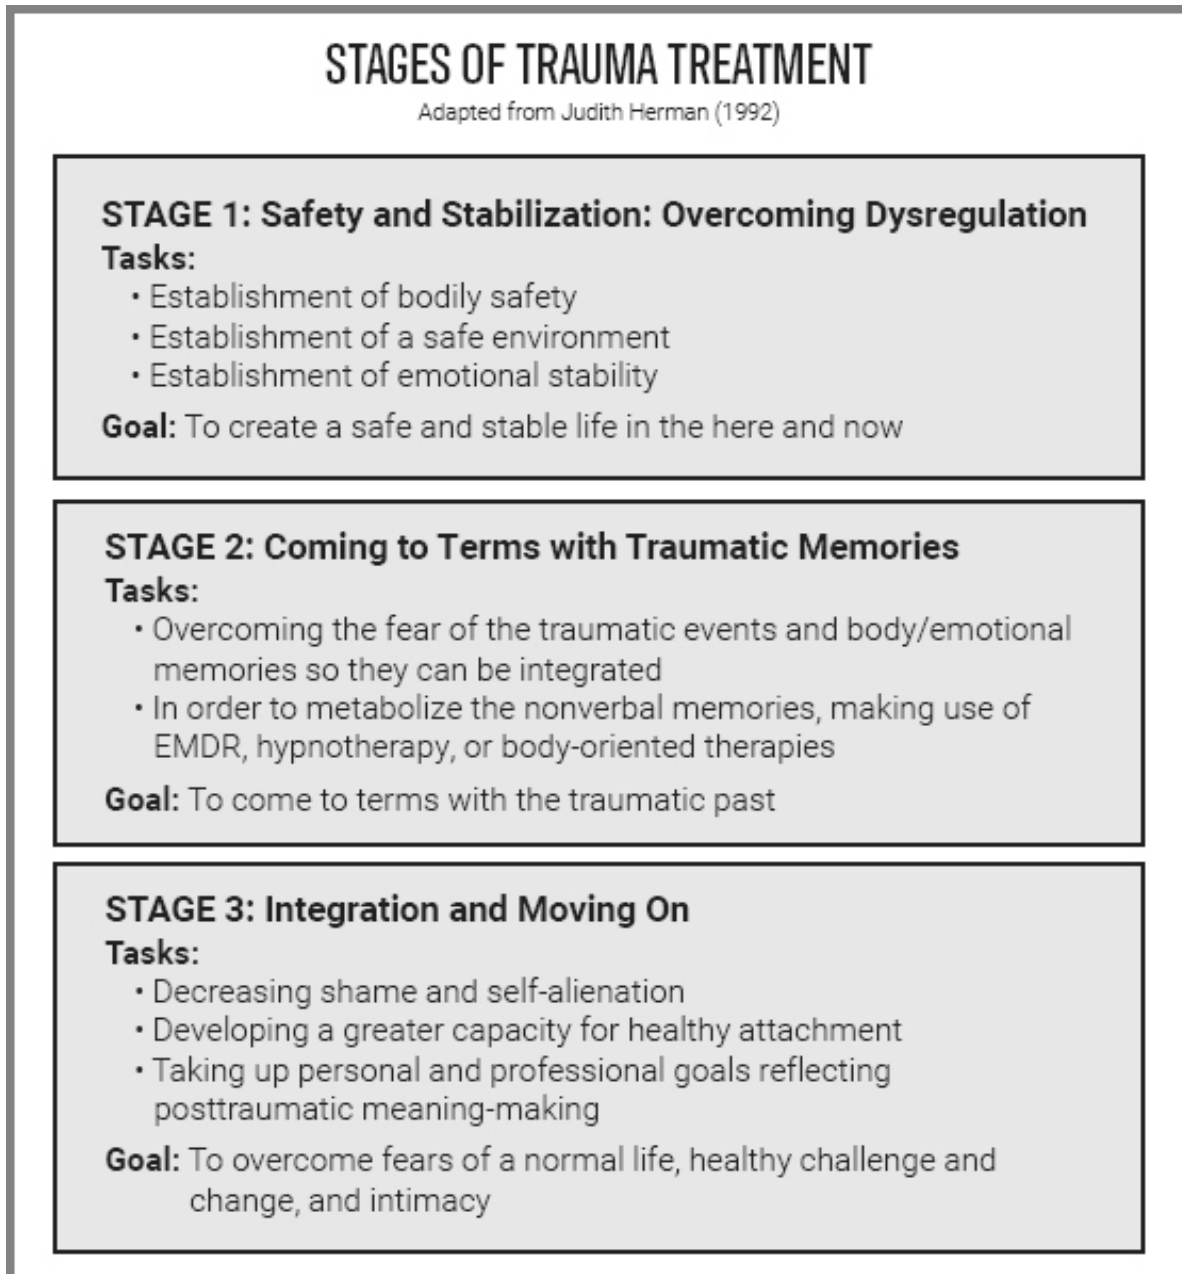 STAGES OF TRAUMA TREATMENT
Adapted from Judith Herman (1992)
STAGE 1: Safety and Stabilization: Overcoming Dysregulation
Tasks:
• Establishment of bodily safety
• Establishment of a safe environment
• Establishment of emotional stability
Goal: To create a safe and stable life in the here and now
STAGE 2: Coming to Terms with Traumatic Memories
Tasks:
• Overcoming the fear of the traumatic events and body/emotional
memories so they can be integrated
• In order to metabolize the nonverbal memories, making use of
EMDR, hypnotherapy, or body-oriented therapies
Goal: To come to terms with the traumatic past
STAGE 3: Integration and Moving On
Tasks:
• Decreasing shame and self-alienation
• Developing a greater capacity for healthy attachment
• Taking up personal and professional goals reflecting
posttraumatic meaning-making
Goal: To overcome fears of a normal life, healthy challenge and
change, and intimacy